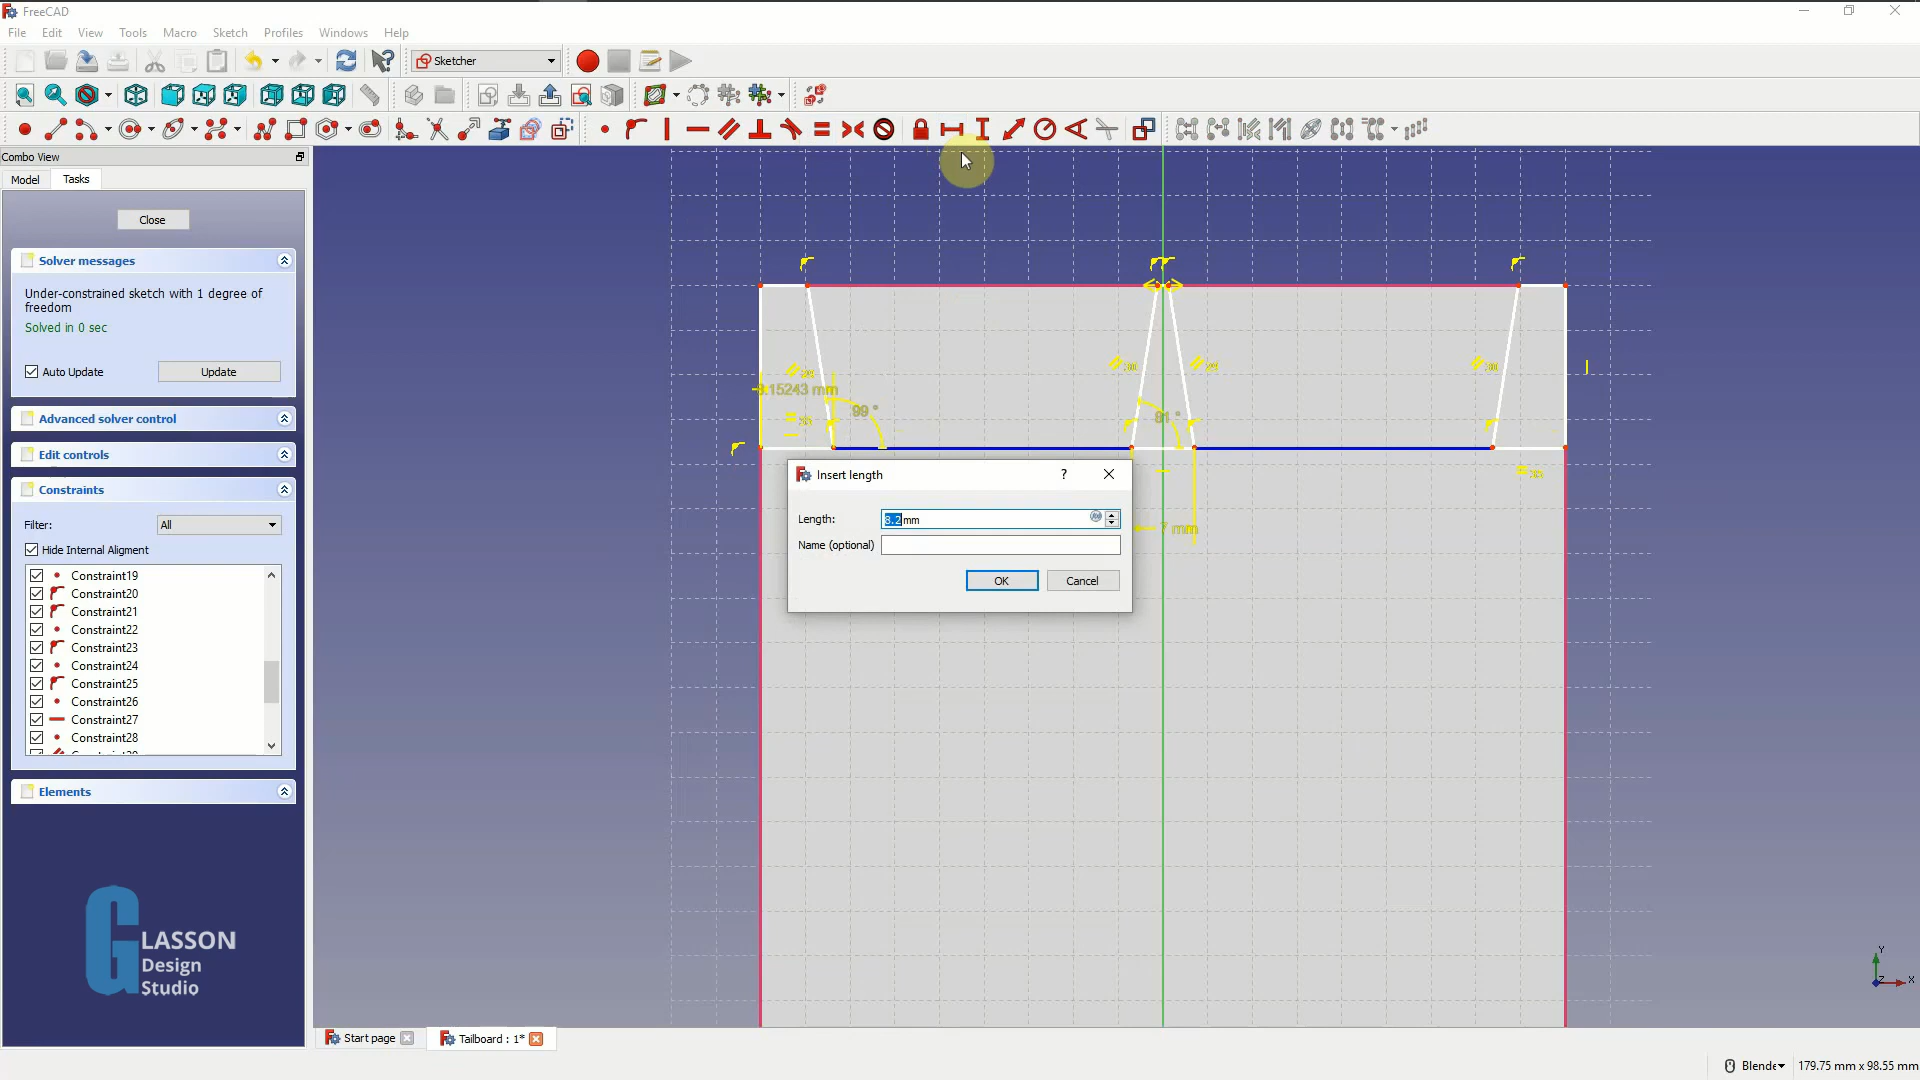 FreeCAD
File Edit View Tools Macro Sketch Profiles Windows Help
Sketcher
Combo View
Model Tasks
Close
Solver messages
Under-constrained sketch with 1 degree of
freedom
Solved in 0 sec
Auto Update Update
Advanced solver control
Edit controls
Constraints
Filter: All
Hide Internal Aligment
Constraint19
Constraint20
Constraint21
Constraint22
Constraint23
Constraint24
Constraint25
Constraint26
Constraint27
Constraint28
Elements
GLASSON
Design
Studio
99 °
81 °
7 mm
Insert length
?
Length: 8.2 mm
Name (optional)
OK Cancel
Y
Z X
Start page Tailboard : 1*
Blende 179.75 mm x 98.55 mm